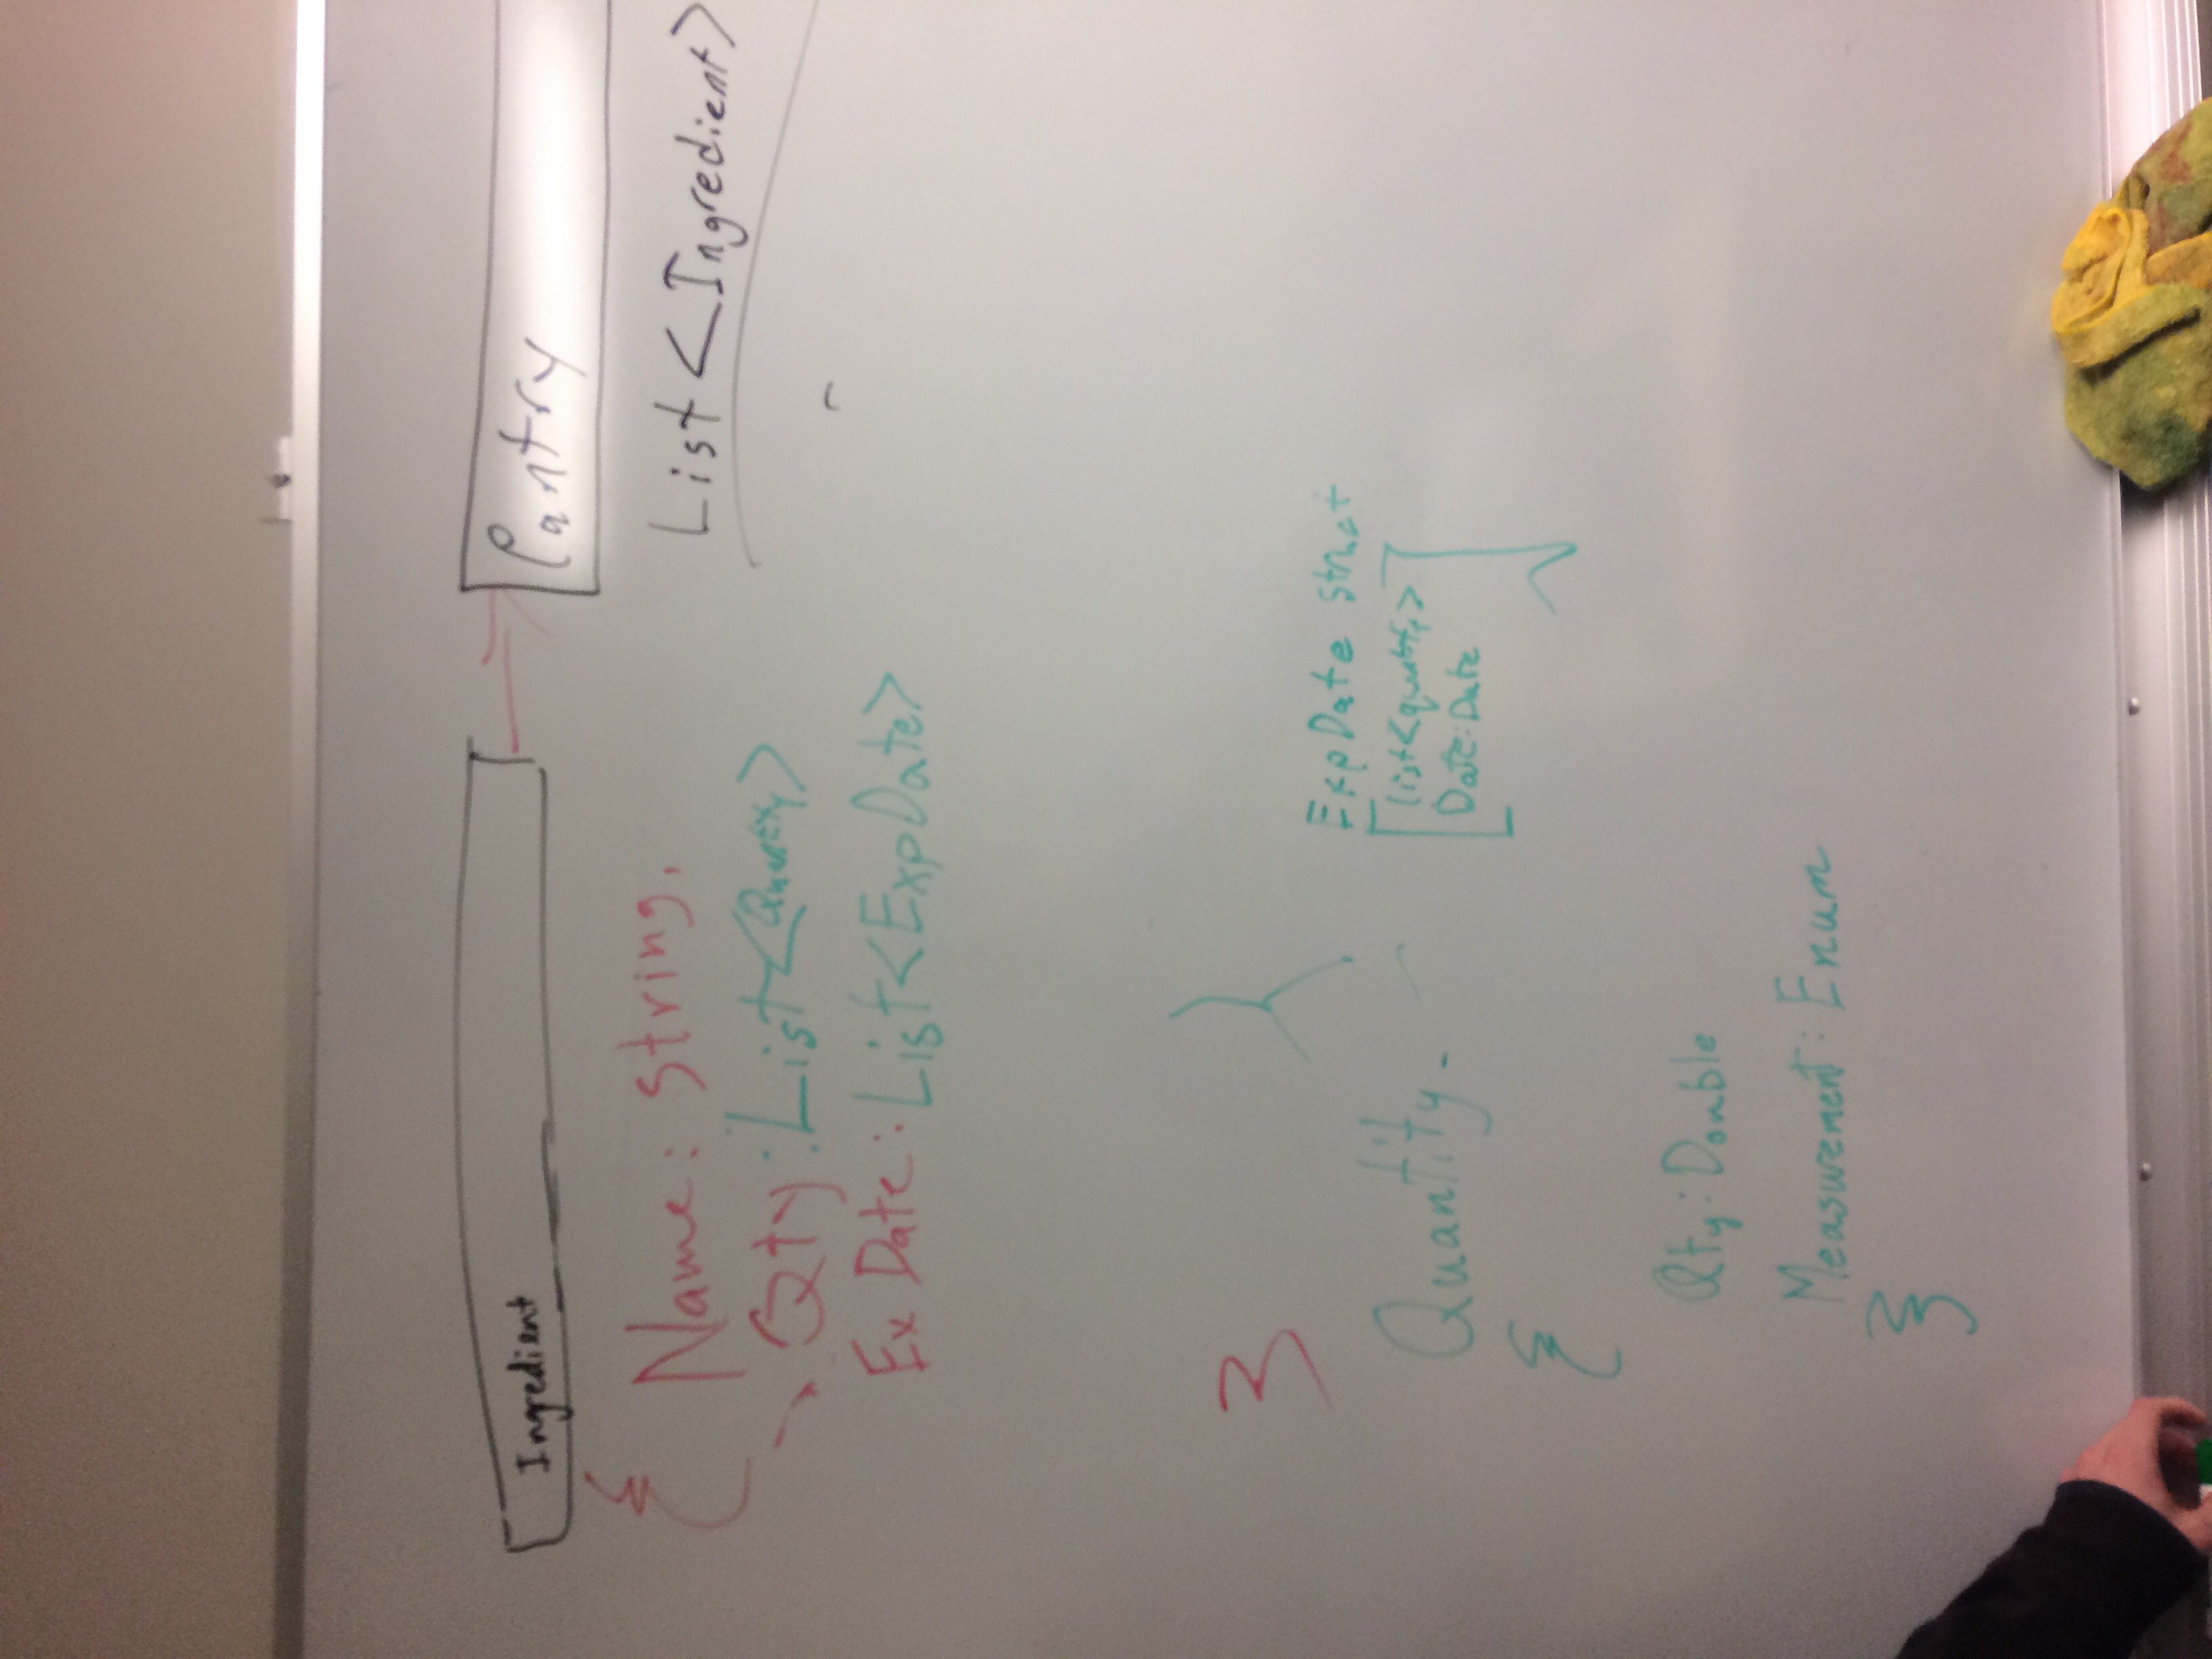 Ingredient
{
Name: string,
Qty: List<Quantity>
Ex Date: List<ExpDate>
}
Pantry
List<Ingredient>
Quantity
{
Qty: Double
Measurement: Enum
}
ExpDate struct
[list<quantity>
Date: Date]